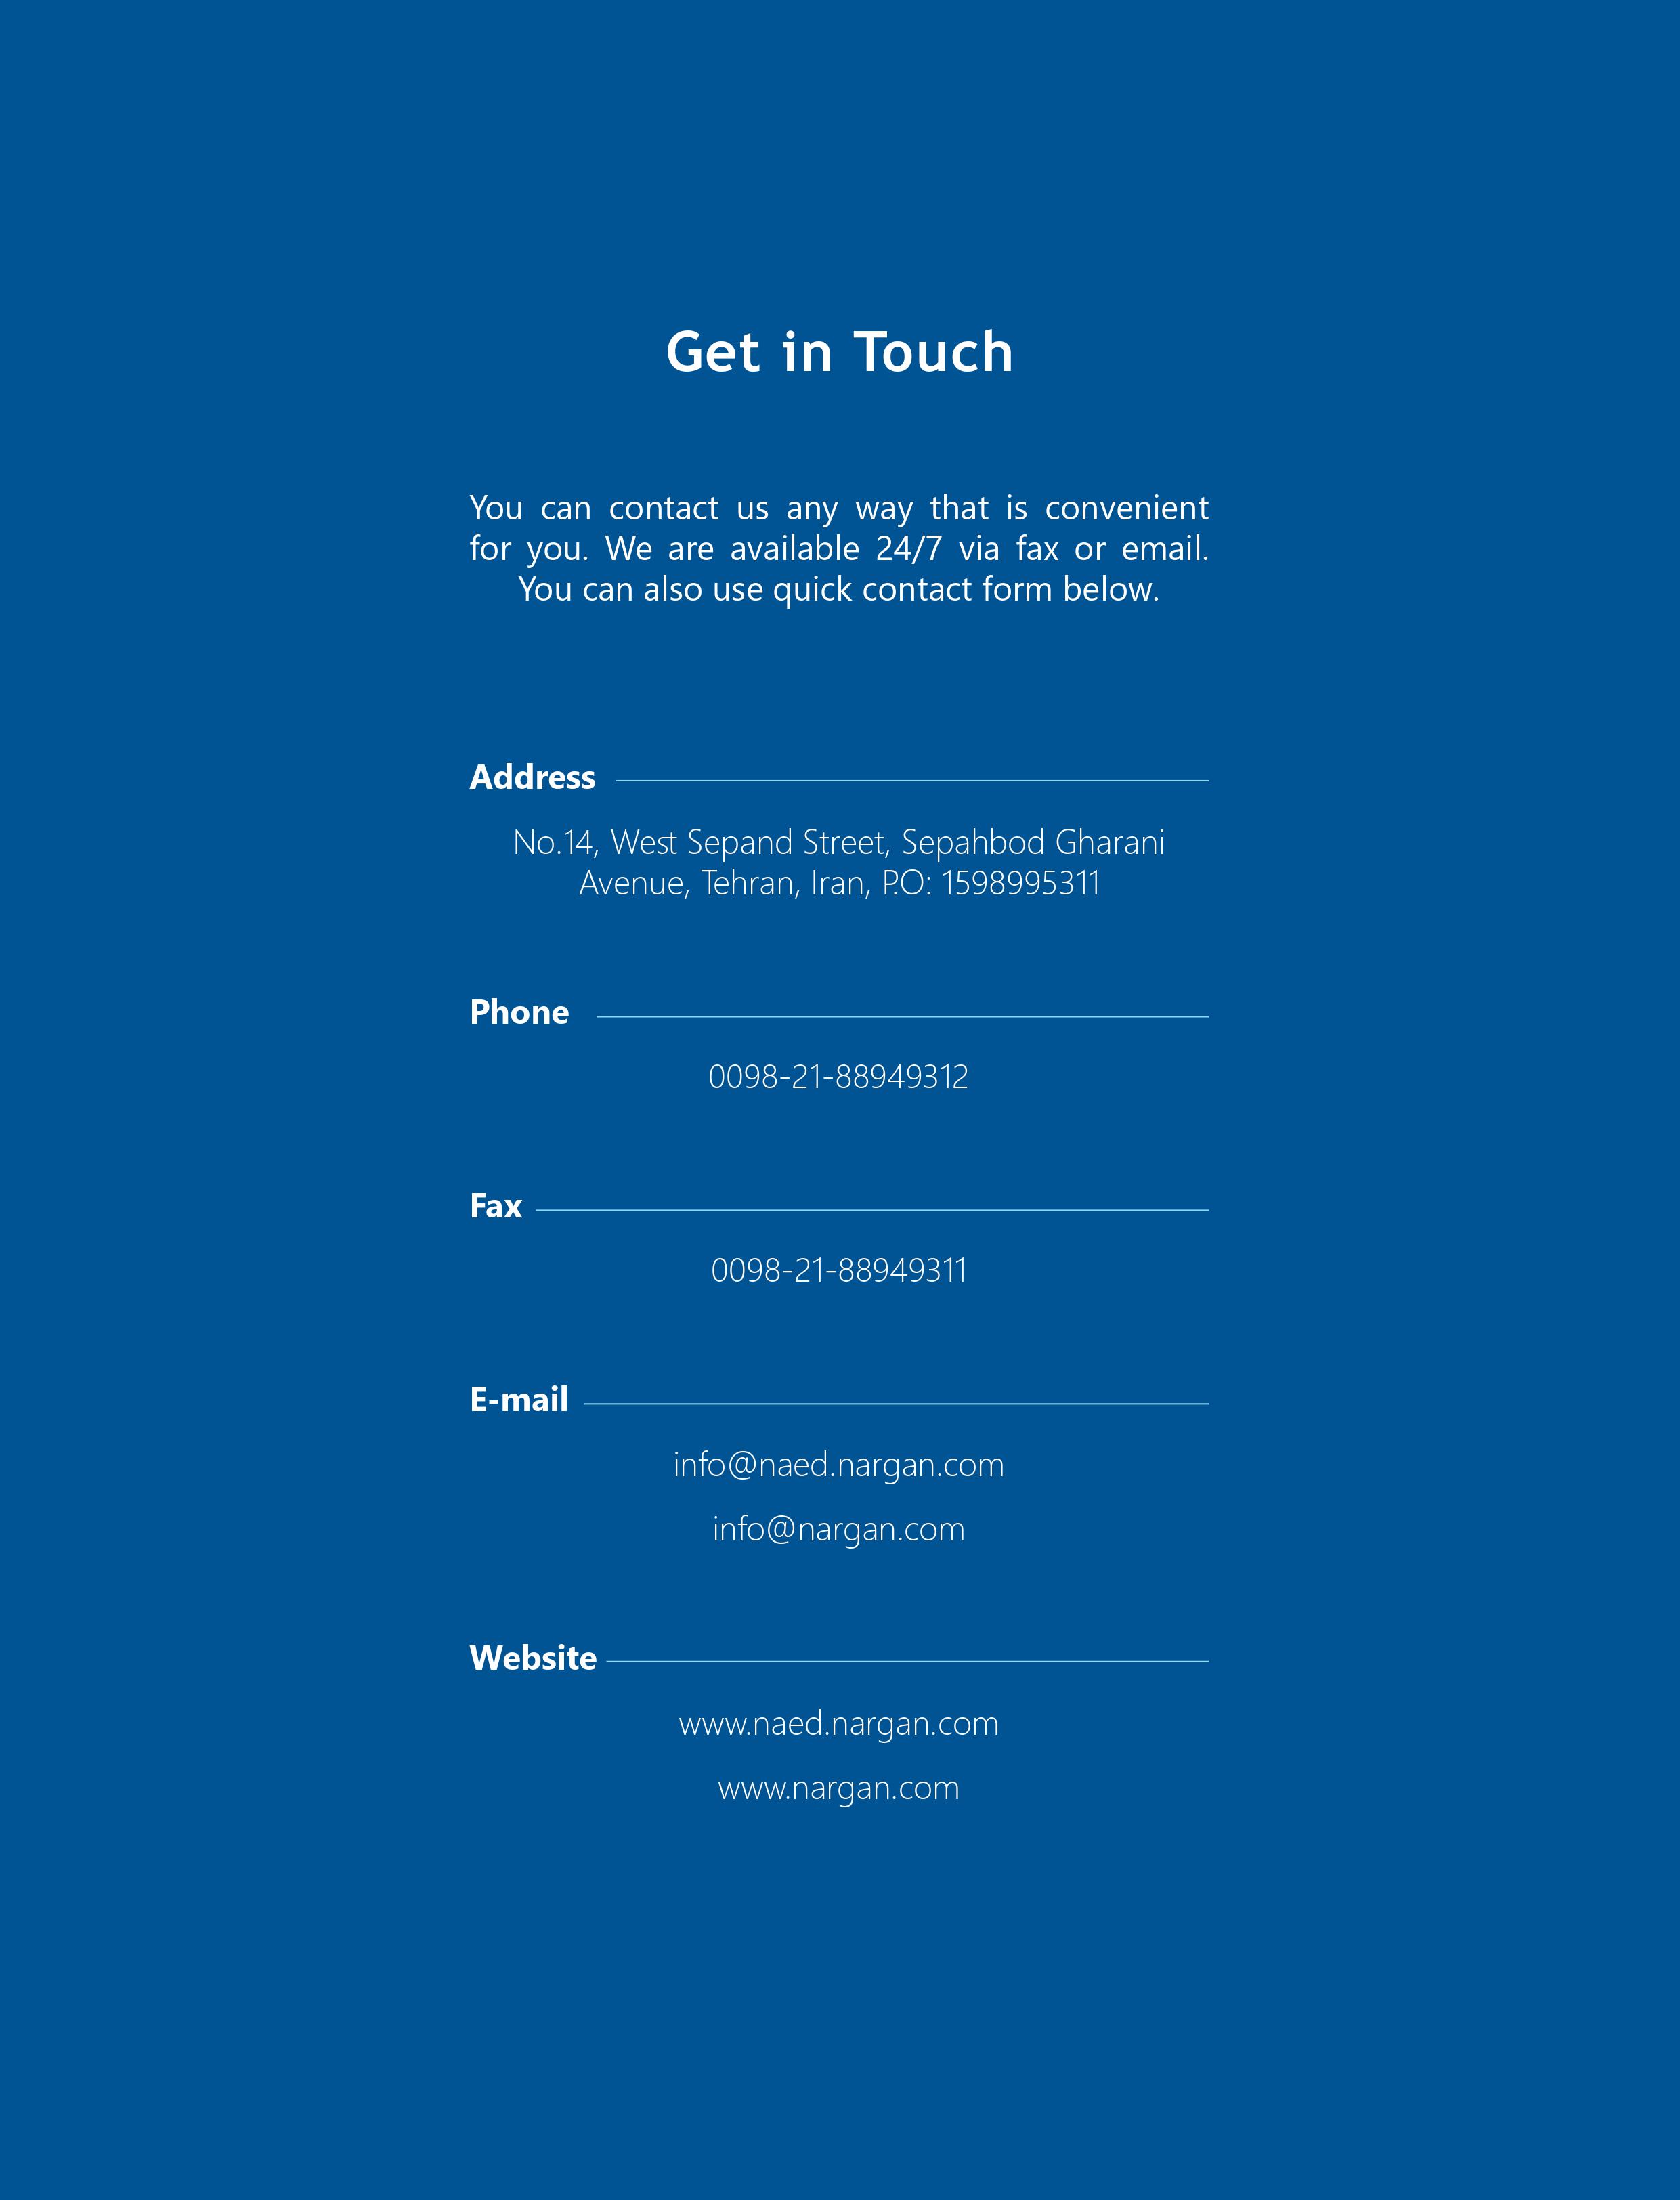 Get in Touch
You can contact us any way that is convenient
for you. We are available 24/7 via fax or email.
You can also use quick contact form below.
Address
No.14, West Sepand Street, Sepahbod Gharani
Avenue, Tehran, Iran, P.O: 1598995311
Phone
0098-21-88949312
Fax
0098-21-88949311
E-mail
info@naed.nargan.com
info@nargan.com
Website
www.naed.nargan.com
www.nargan.com